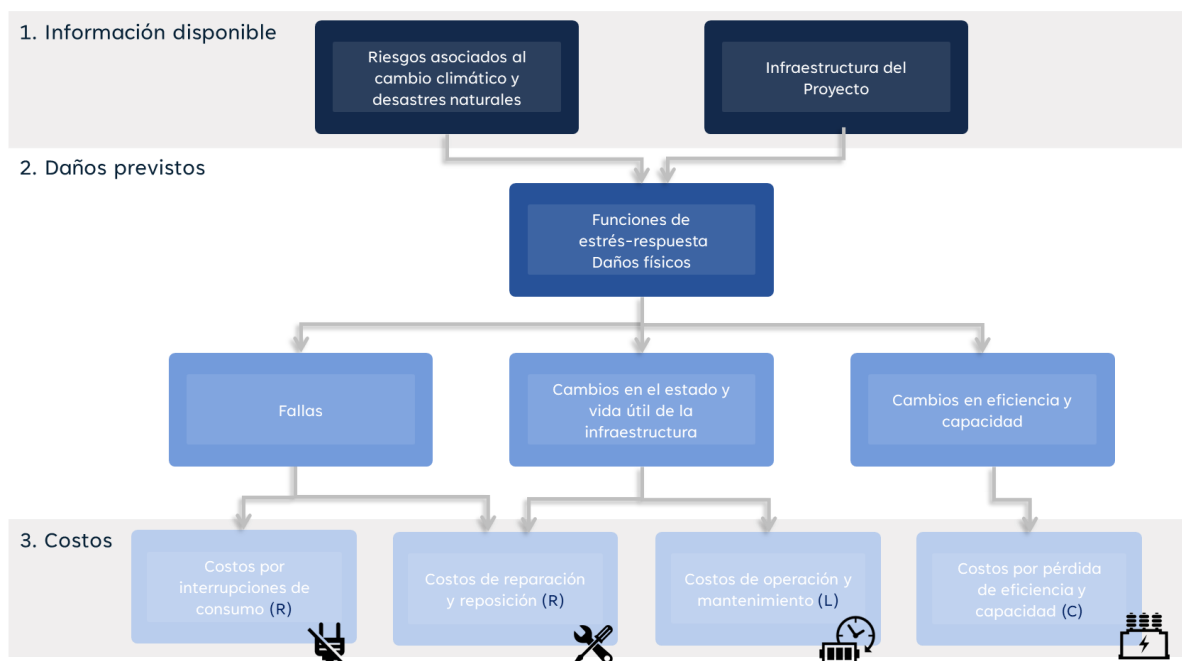 1. Información disponible
Riesgos asociados al
cambio climático y
desastres naturales
Infraestructura del
Proyecto
2. Daños previstos
Funciones de
estrés-respuesta
Daños físicos
Fallas
Cambios en el estado y
vida útil de la
infraestructura
Cambios en eficiencia y
capacidad
3. Costos
Costos por
interrupciones de
consumo (R)
Costos de reparación
y reposición (R)
Costos de operación y
mantenimiento (L)
Costos por pérdida
de eficiencia y
capacidad (C)